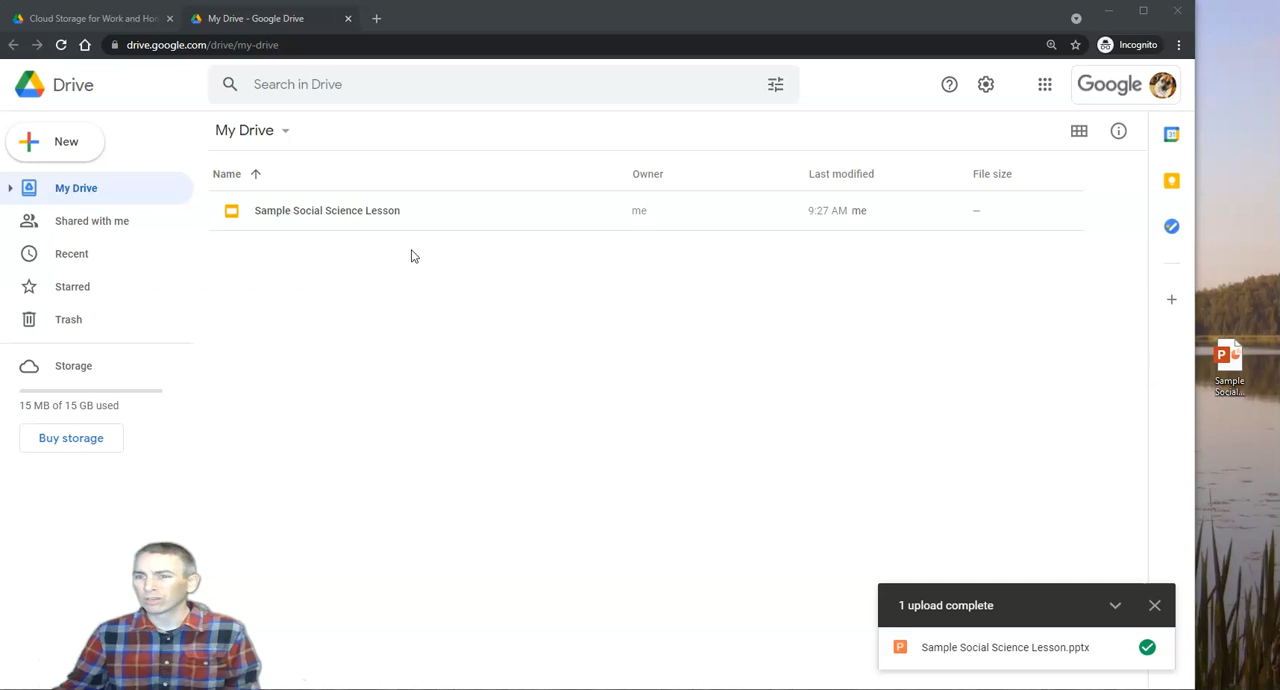 Cloud Storage for Work and Hon
My Drive - Google Drive
drive.google.com/drive/my-drive
Incognito
Drive
Search in Drive
Google
New
My Drive
31
My Drive
Name
Owner
Last modified
File size
Shared with me
Sample Social Science Lesson
me
9:27 AM me
–
Recent
Starred
Trash
Storage
15 MB of 15 GB used
Buy storage
P
Sample
Social...
1 upload complete
P
Sample Social Science Lesson.pptx